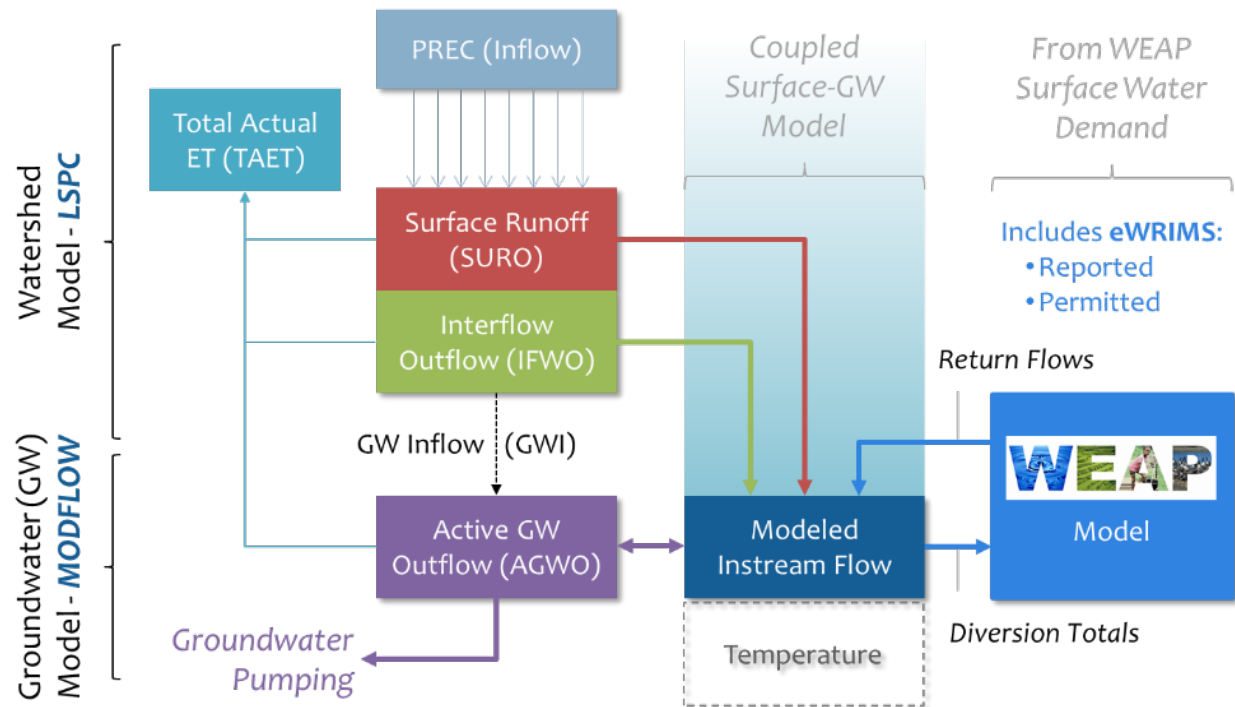 PREC (Inflow)
Coupled
Surface-GW
Model
From WEAP
Surface Water
Demand
Total Actual
ET (TAET)
Watershed
Model - LSPC
Surface Runoff
(SURO)
Includes eWRIMS:
• Reported
• Permitted
Interflow
Outflow (IFWO)
Return Flows
GW Inflow (GWI)
Groundwater (GW)
Model - MODFLOW
WEAP
Model
Active GW
Outflow (AGWO)
Modeled
Instream Flow
Diversion Totals
Groundwater
Pumping
Temperature